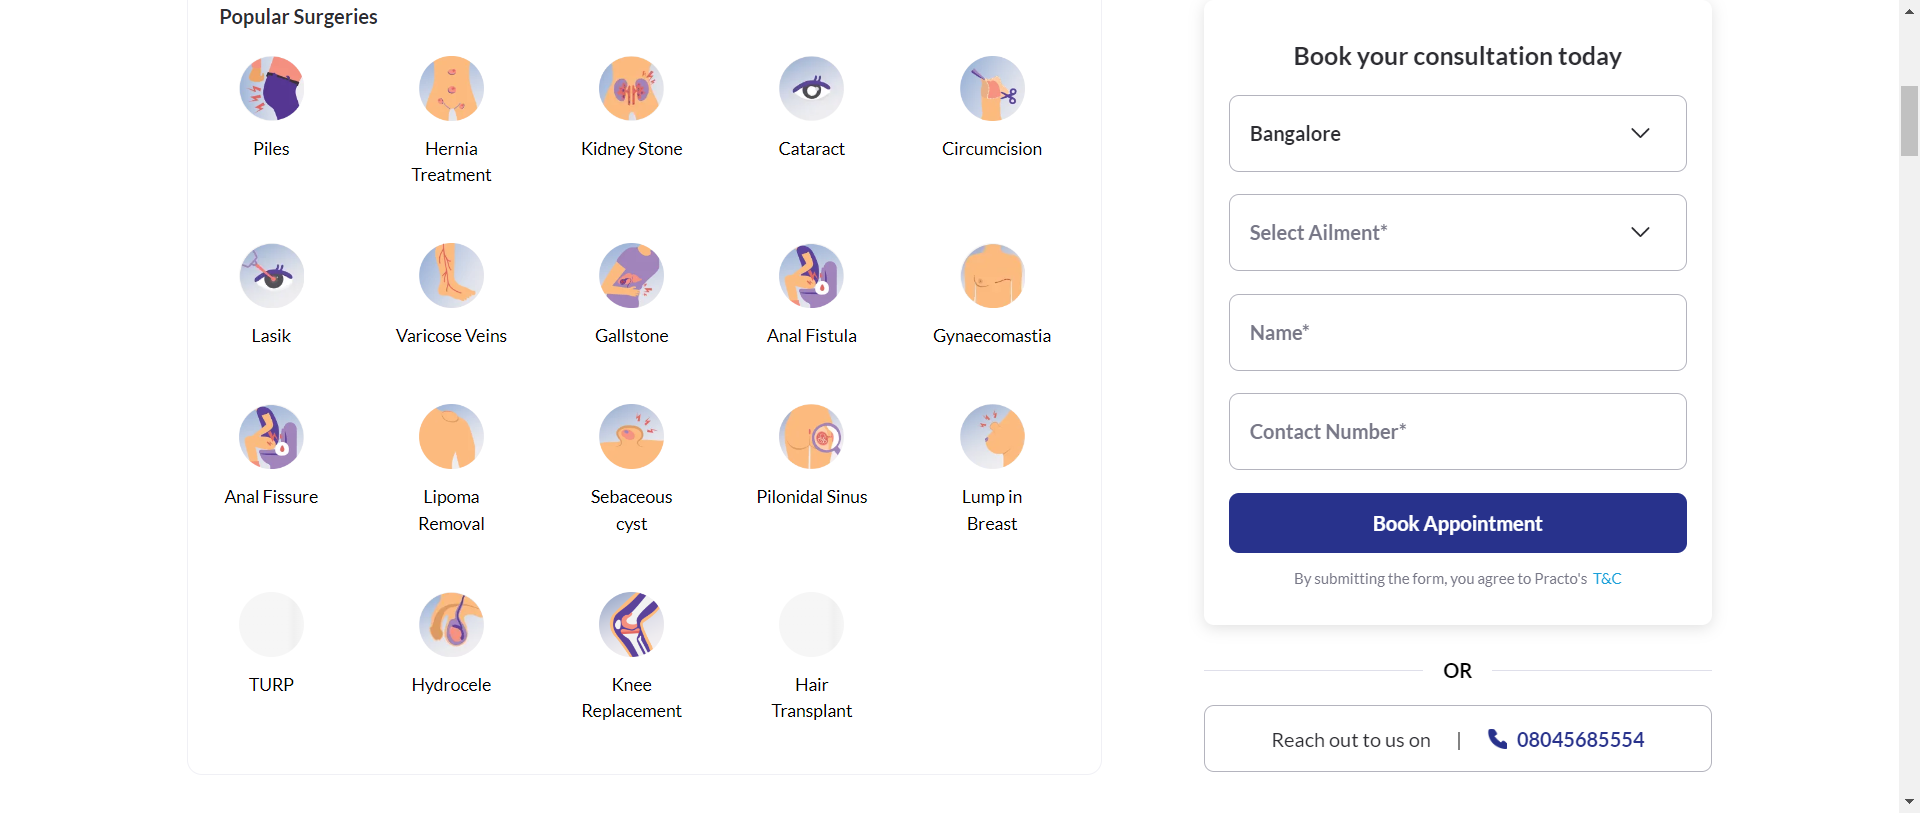 Popular Surgeries
Piles
Hernia
Treatment
Kidney Stone
Cataract
Circumcision
Lasik
Varicose Veins
Gallstone
Anal Fistula
Gynaecomastia
Anal Fissure
Lipoma
Removal
Sebaceous
cyst
Pilonidal Sinus
Lump in
Breast
TURP
Hydrocele
Knee
Replacement
Hair
Transplant
Book your consultation today
Bangalore
Select Ailment*
Name*
Contact Number*
Book Appointment
By submitting the form, you agree to Practo's T&C
OR
Reach out to us on | 08045685554